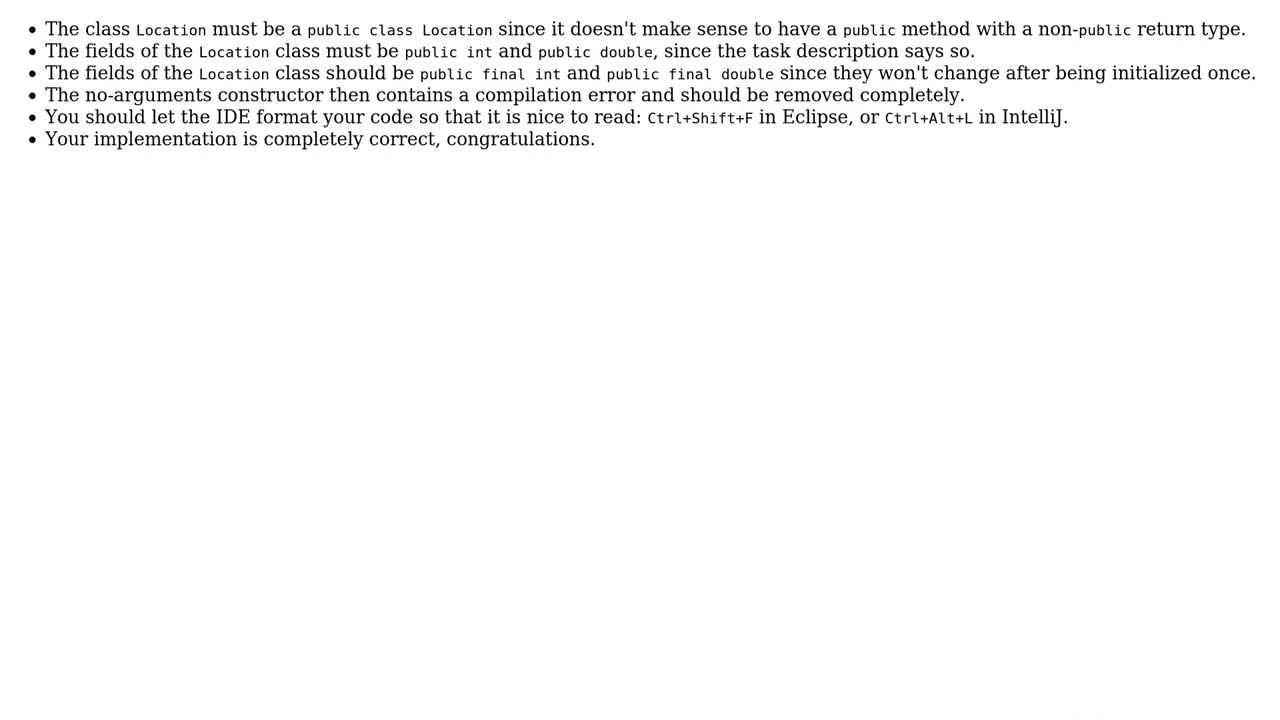 • The class Location must be a public class Location since it doesn't make sense to have a public method with a non-public return type.
• The fields of the Location class must be public int and public double, since the task description says so.
• The fields of the Location class should be public final int and public final double since they won't change after being initialized once.
• The no-arguments constructor then contains a compilation error and should be removed completely.
• You should let the IDE format your code so that it is nice to read: Ctrl+Shift+F in Eclipse, or Ctrl+Alt+L in IntelliJ.
• Your implementation is completely correct, congratulations.